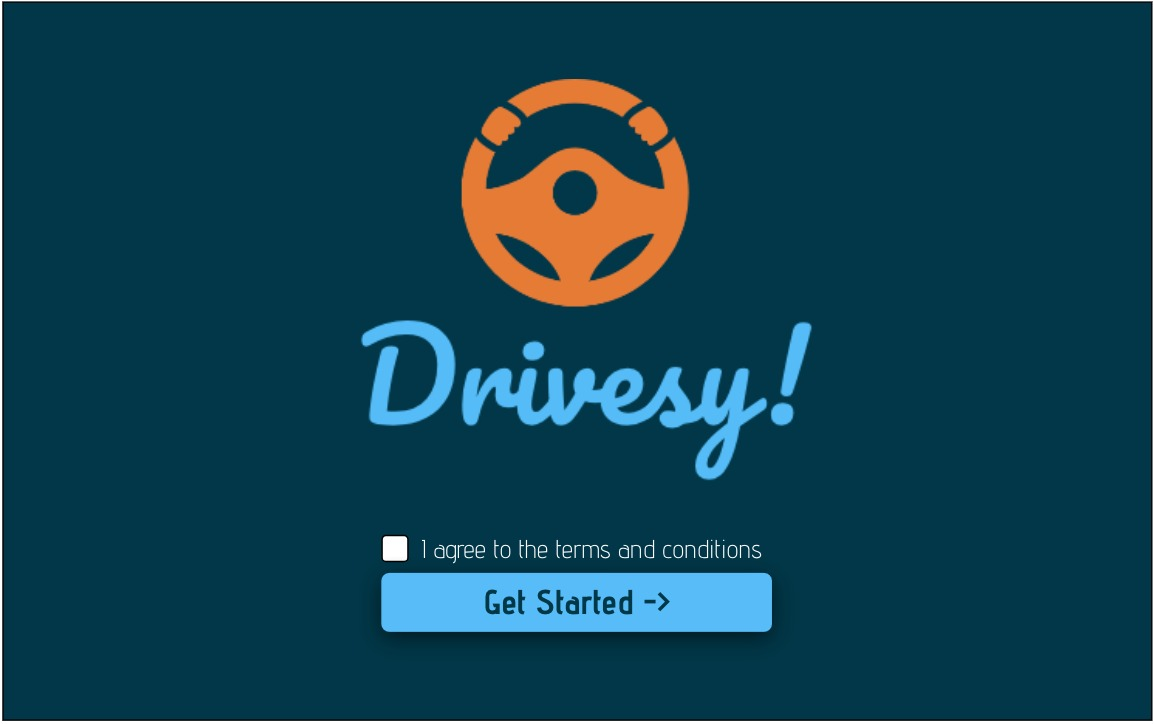 Drivesy!
I agree to the terms and conditions
Get Started ->